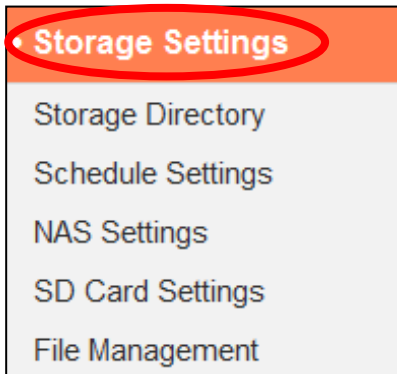 • Storage Settings
Storage Directory
Schedule Settings
NAS Settings
SD Card Settings
File Management